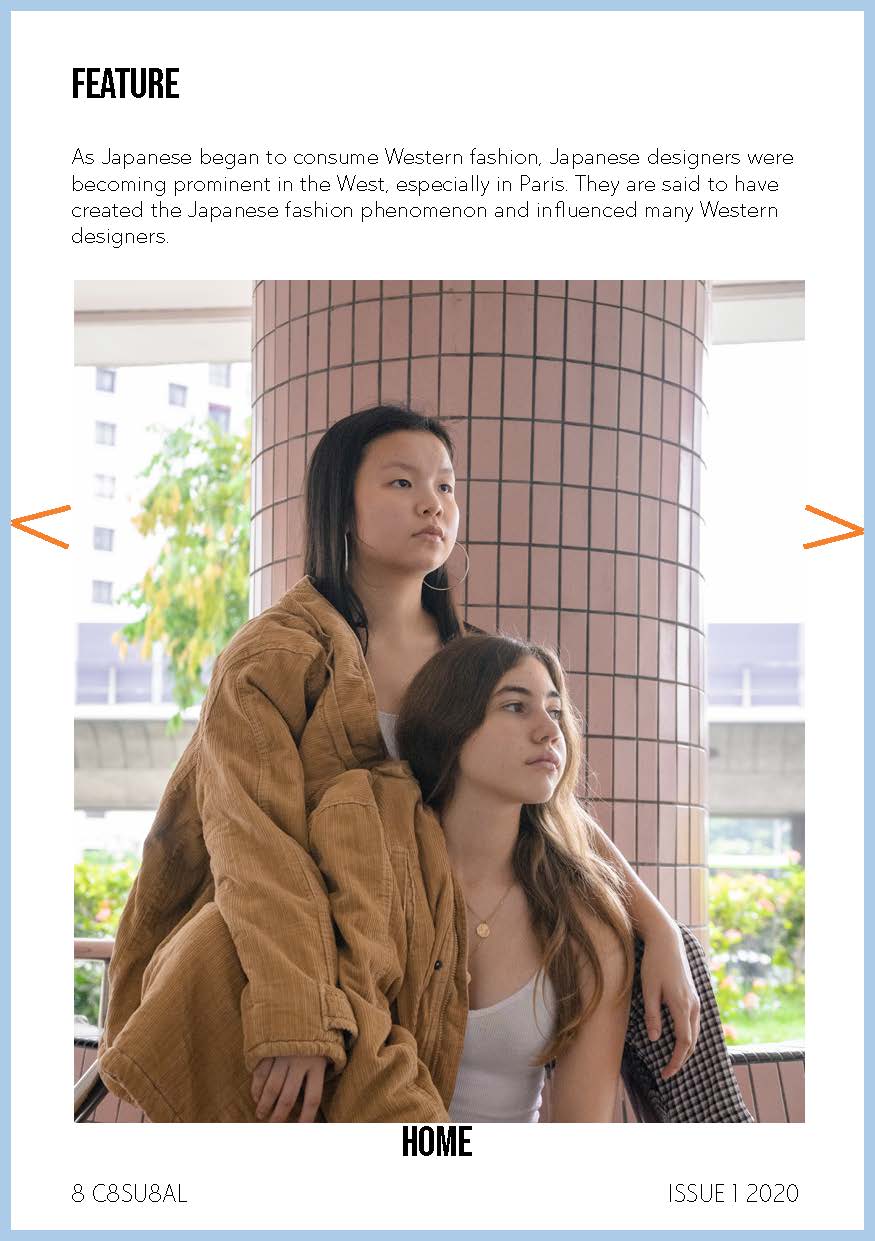 FEATURE
As Japanese began to consume Western fashion, Japanese designers were
becoming prominent in the West, especially in Paris. They are said to have
created the Japanese fashion phenomenon and influenced many Western
designers.
HOME
8 C8SU8AL
ISSUE 1 2020